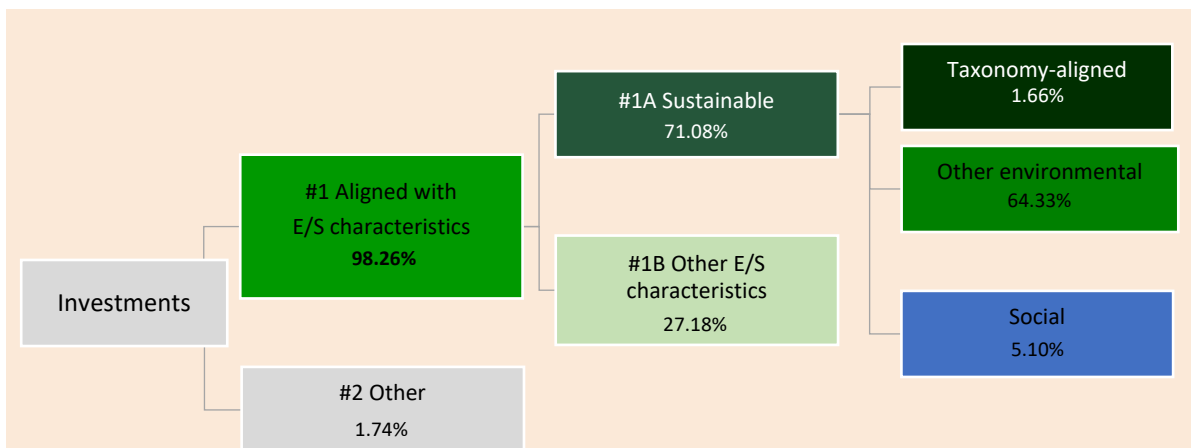 Investments
#1 Aligned with
E/S characteristics
98.26%
#2 Other
1.74%
#1A Sustainable
71.08%
#1B Other E/S
characteristics
27.18%
Taxonomy-aligned
1.66%
Other environmental
64.33%
Social
5.10%